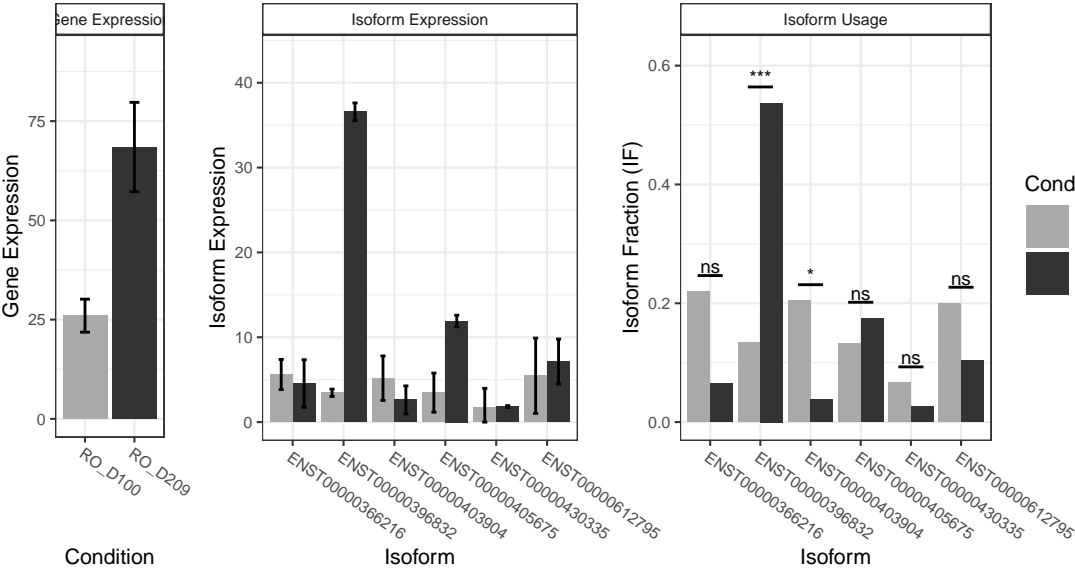 Gene Expression
Gene Expression
75
50
25
0
RO_D100
RO_D209
Condition
Isoform Expression
Isoform Expression
40
30
20
10
0
ENST00000366216
ENST00000396832
ENST00000403904
ENST00000405675
ENST00000430335
ENST00000612795
Isoform
Isoform Usage
Isoform Fraction (IF)
0.6
0.4
0.2
0.0
ns
***
*
ns
ns
ns
ENST00000366216
ENST00000396832
ENST00000403904
ENST00000405675
ENST00000430335
ENST00000612795
Isoform
Cond